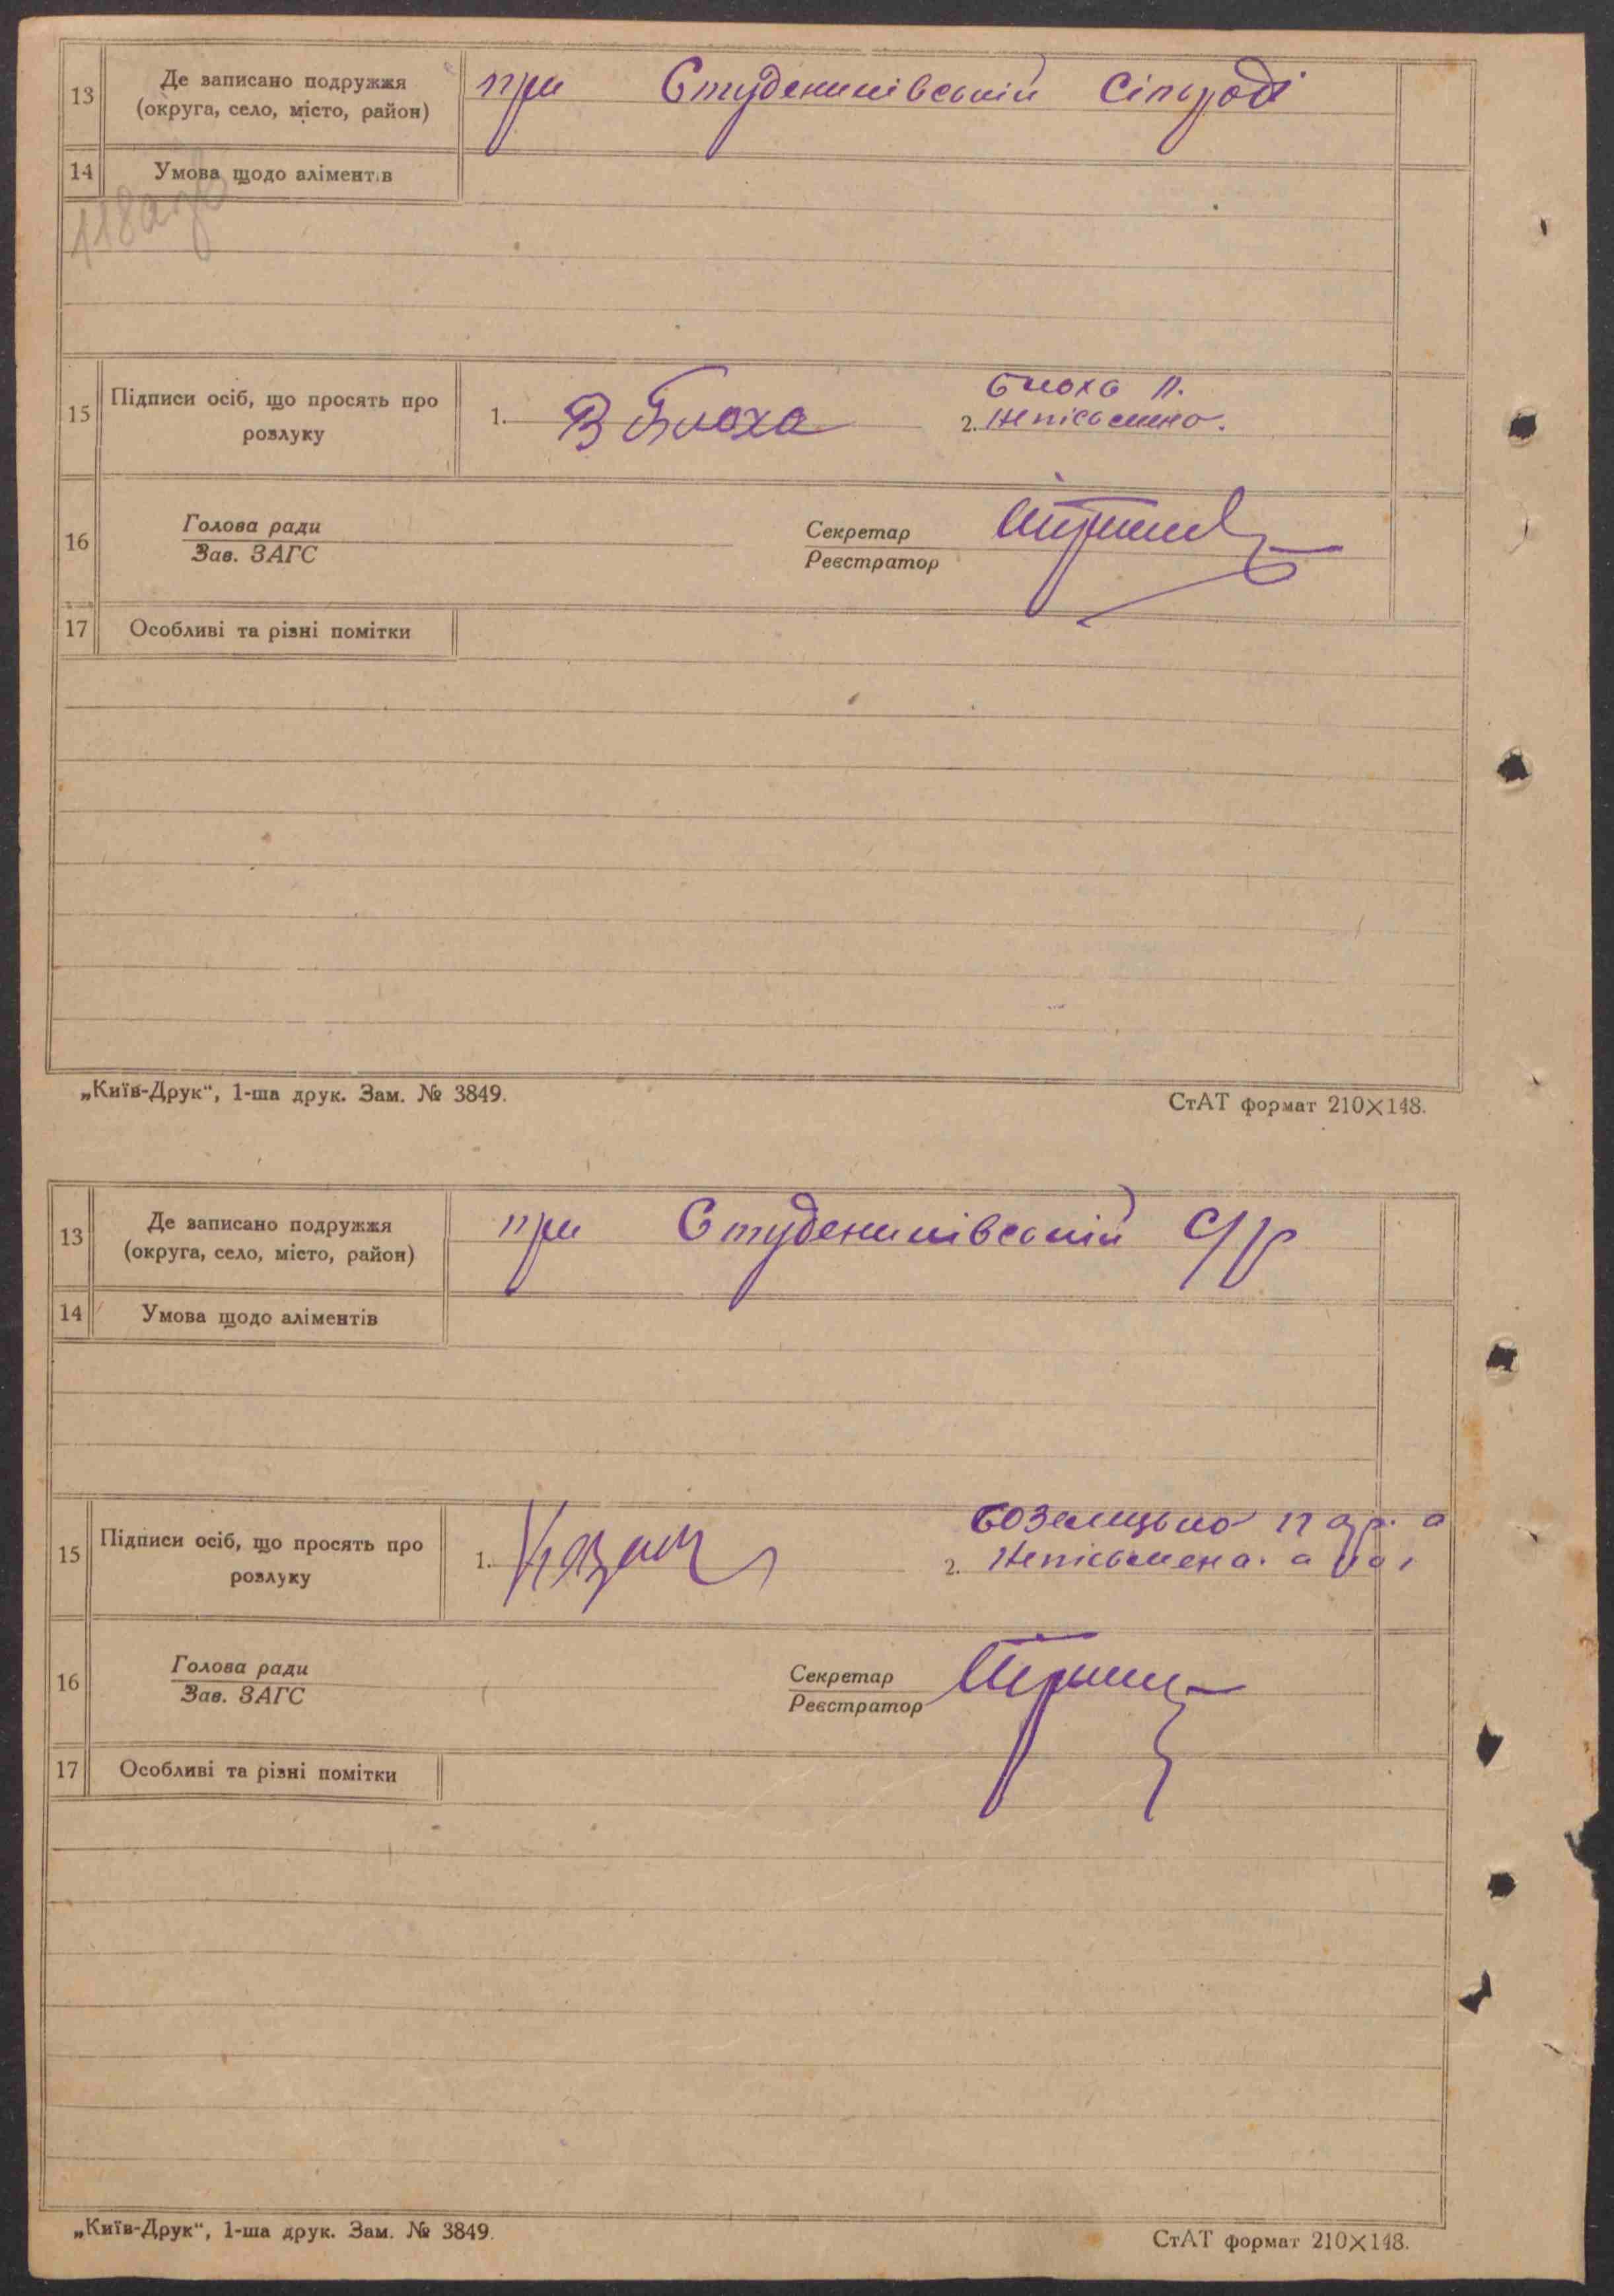 13 Де записано подружжя (округа, село, місто, район) при Студениківській Сільраді
14 Умова щодо аліментів
118
15 Підписи осіб, що просять про розлуку 1. В Блоха 2. Блоха П. Непісьмено.
16 Голова ради Зав. ЗАГС Секретар Реєстратор
17 Особливі та різні помітки
„Київ-Друк“, 1-ша друк. Зам. № 3849. СтАТ формат 210×148.
13 Де записано подружжя (округа, село, місто, район) при Студениківській С/р
14 Умова щодо аліментів
15 Підписи осіб, що просять про розлуку 1. 2. Непісьмена.
16 Голова ради Зав. ЗАГС Секретар Реєстратор
17 Особливі та різні помітки
„Київ-Друк“, 1-ша друк. Зам. № 3849. СтАТ формат 210×148.